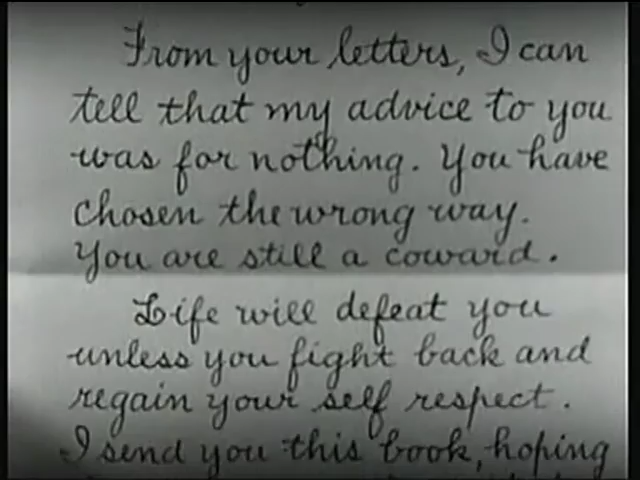 From your letters, I can
tell that my advice to you
was for nothing. You have
chosen the wrong way.
You are still a coward.
Life will defeat you
unless you fight back and
regain your self respect.
I send you this book, hoping